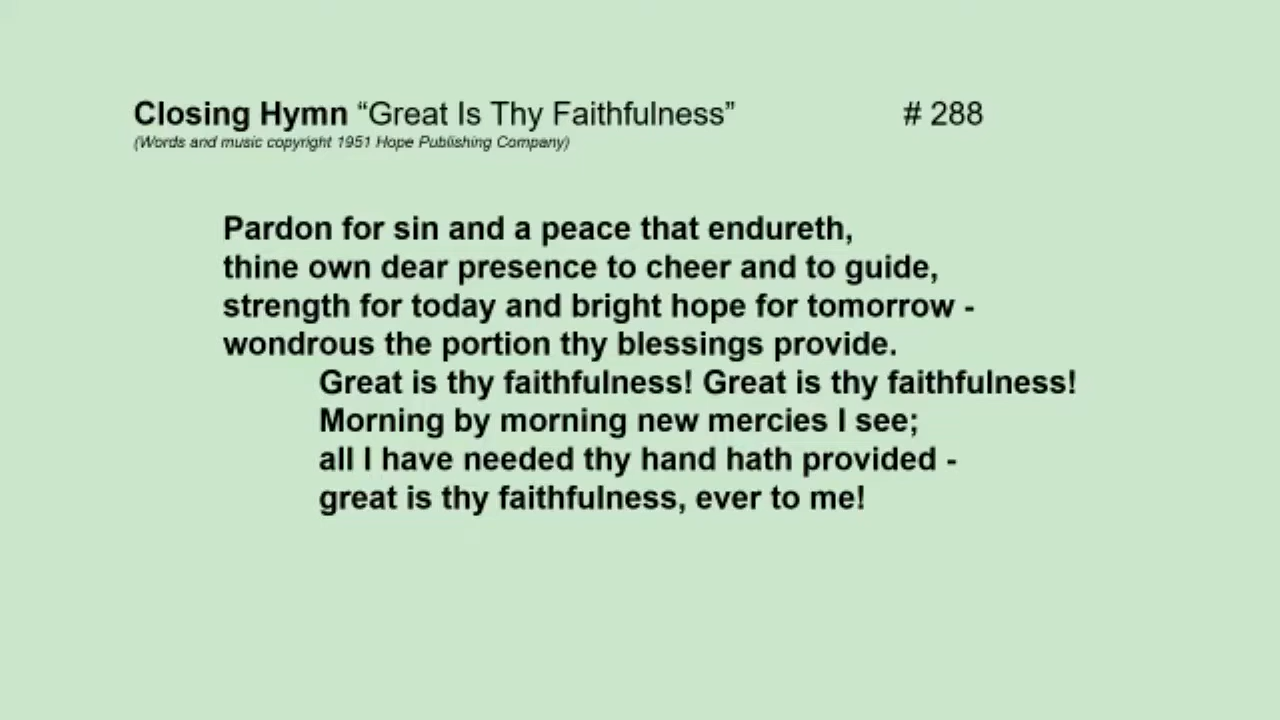 Closing Hymn “Great Is Thy Faithfulness” # 288
(Words and music copyright 1951 Hope Publishing Company)
Pardon for sin and a peace that endureth,
thine own dear presence to cheer and to guide,
strength for today and bright hope for tomorrow -
wondrous the portion thy blessings provide.
Great is thy faithfulness! Great is thy faithfulness!
Morning by morning new mercies I see;
all I have needed thy hand hath provided -
great is thy faithfulness, ever to me!